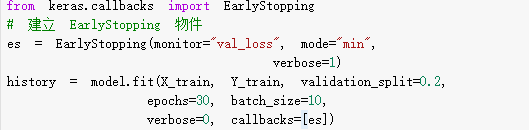 from keras.callbacks import EarlyStopping
# 建立 EarlyStopping 物件
es = EarlyStopping(monitor="val_loss", mode="min",
verbose=1)
history = model.fit(X_train, Y_train, validation_split=0.2,
epochs=30, batch_size=10,
verbose=0, callbacks=[es])